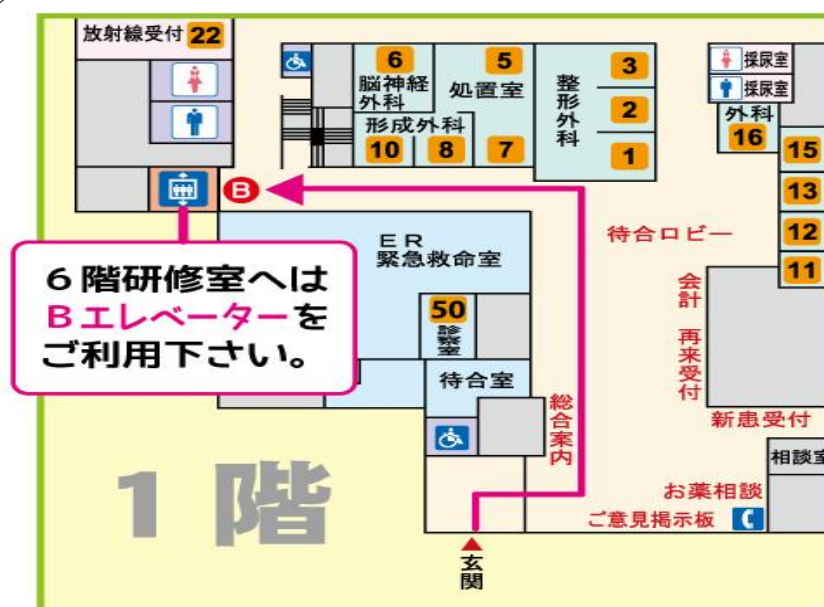 放射線受付 22
6
脳神経
外科
5
処置室
形成外科
10
8
7
整形外科
3
2
1
採尿室
採尿室
外科
16
15
13
12
11
B
ER
緊急救命室
待合ロビー
6階研修室へは
Bエレベーターを
ご利用下さい。
50
診察室
待合室
会計
再来受付
新患受付
総合案内
相談室
お薬相談
ご意見掲示板
1階
玄関